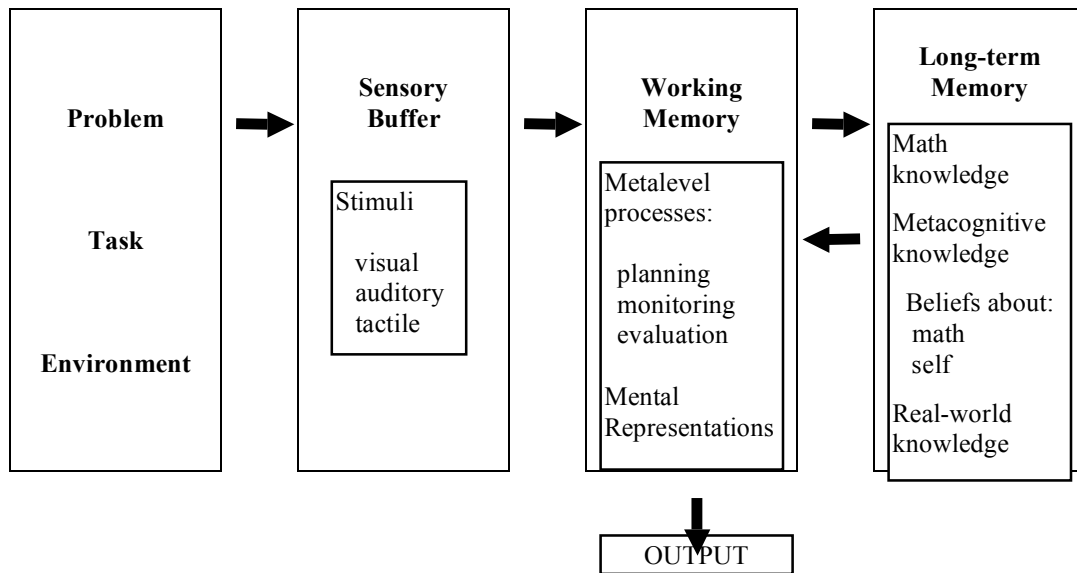 Problem
Task
Environment
Sensory
Buffer
Stimuli
visual
auditory
tactile
Working
Memory
Metalevel
processes:
planning
monitoring
evaluation
Mental
Representations
Long-term
Memory
Math
knowledge
Metacognitive
knowledge
Beliefs about:
math
self
Real-world
knowledge
OUTPUT